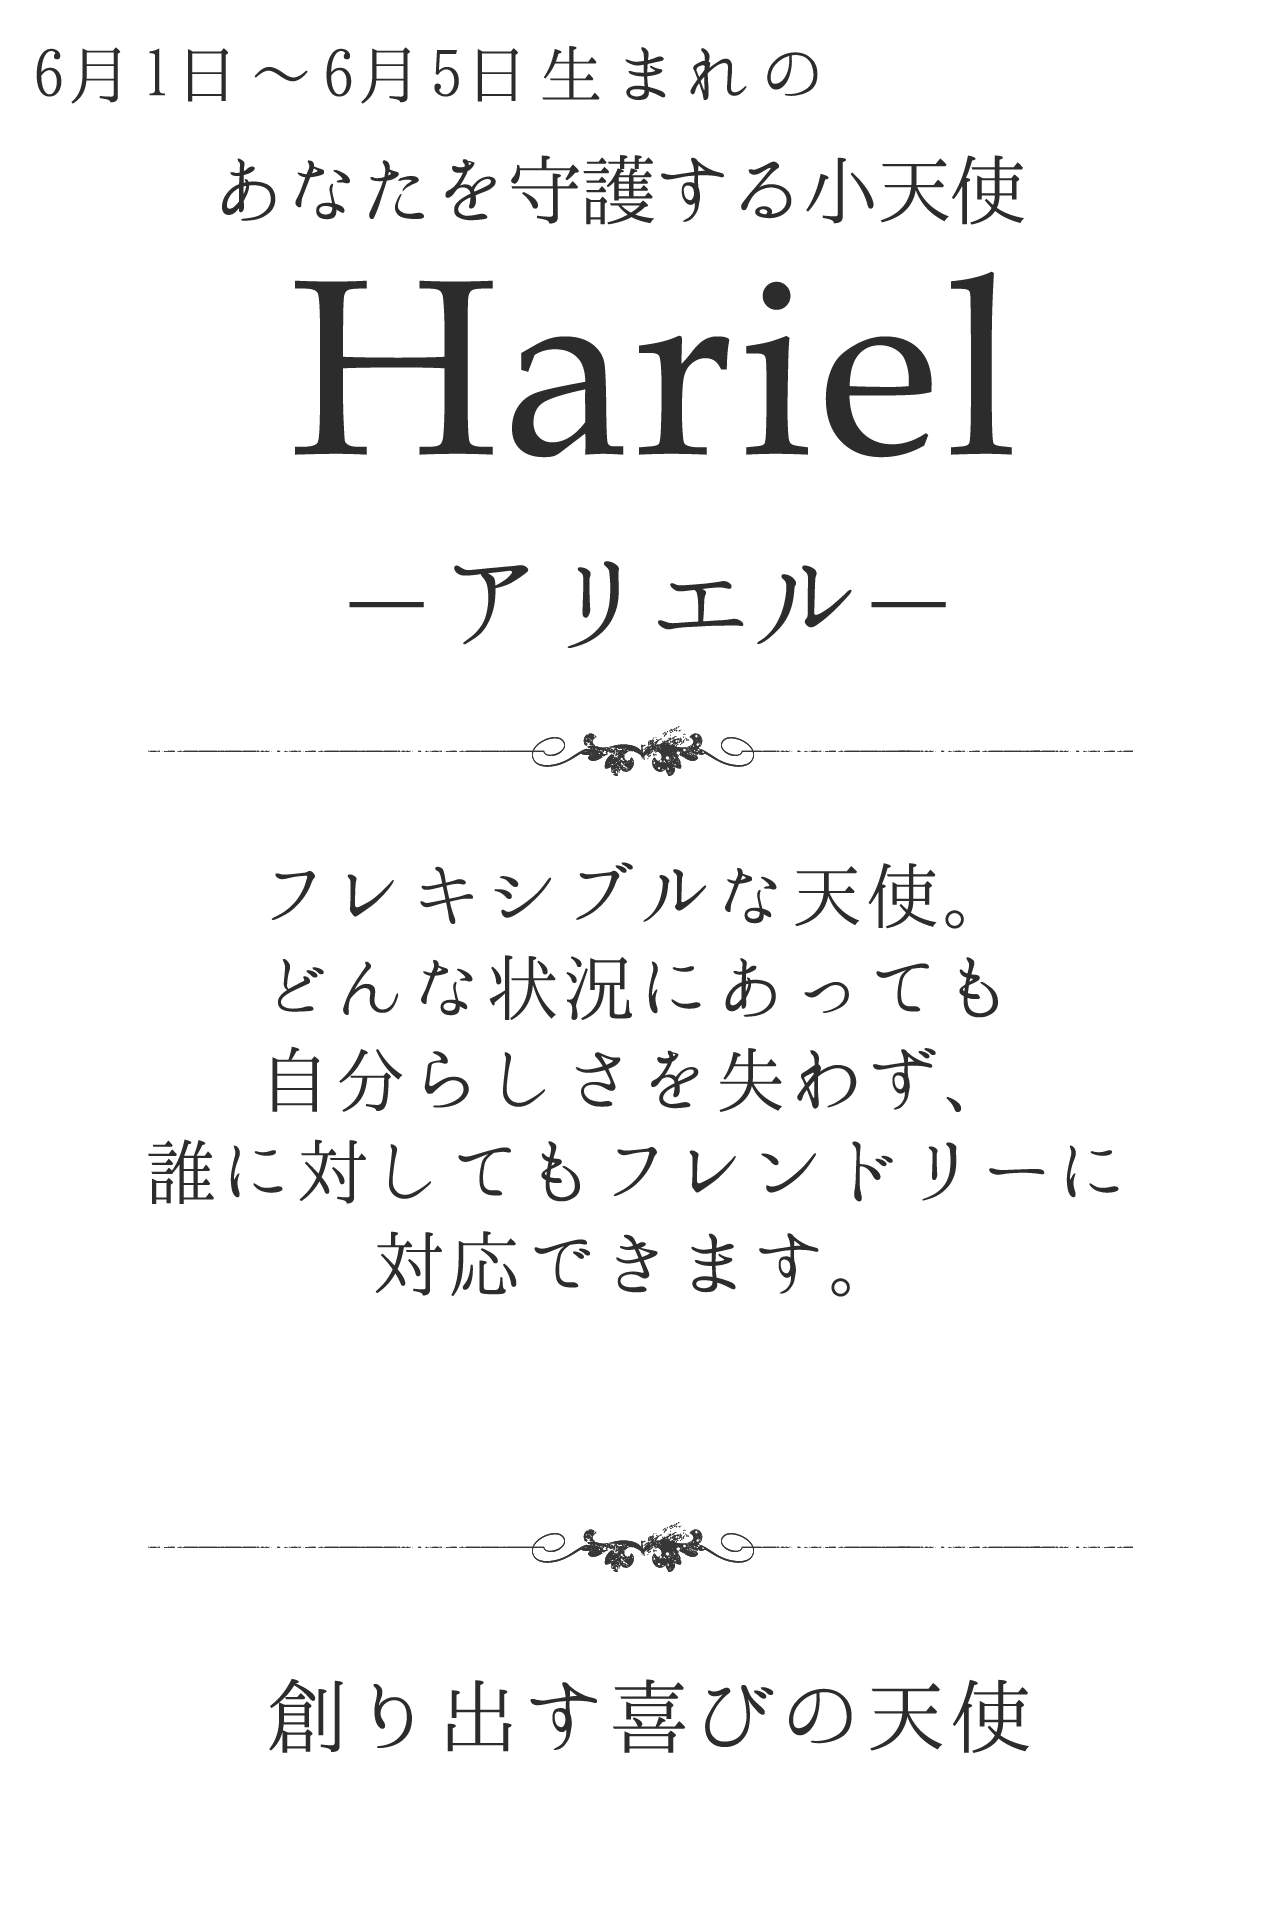 6月1日～6月5日生まれの
あなたを守護する小天使
Hariel
―アリエル―
フレキシブルな天使。
どんな状況にあっても
自分らしさを失わず、
誰に対してもフレンドリーに
対応できます。
創り出す喜びの天使